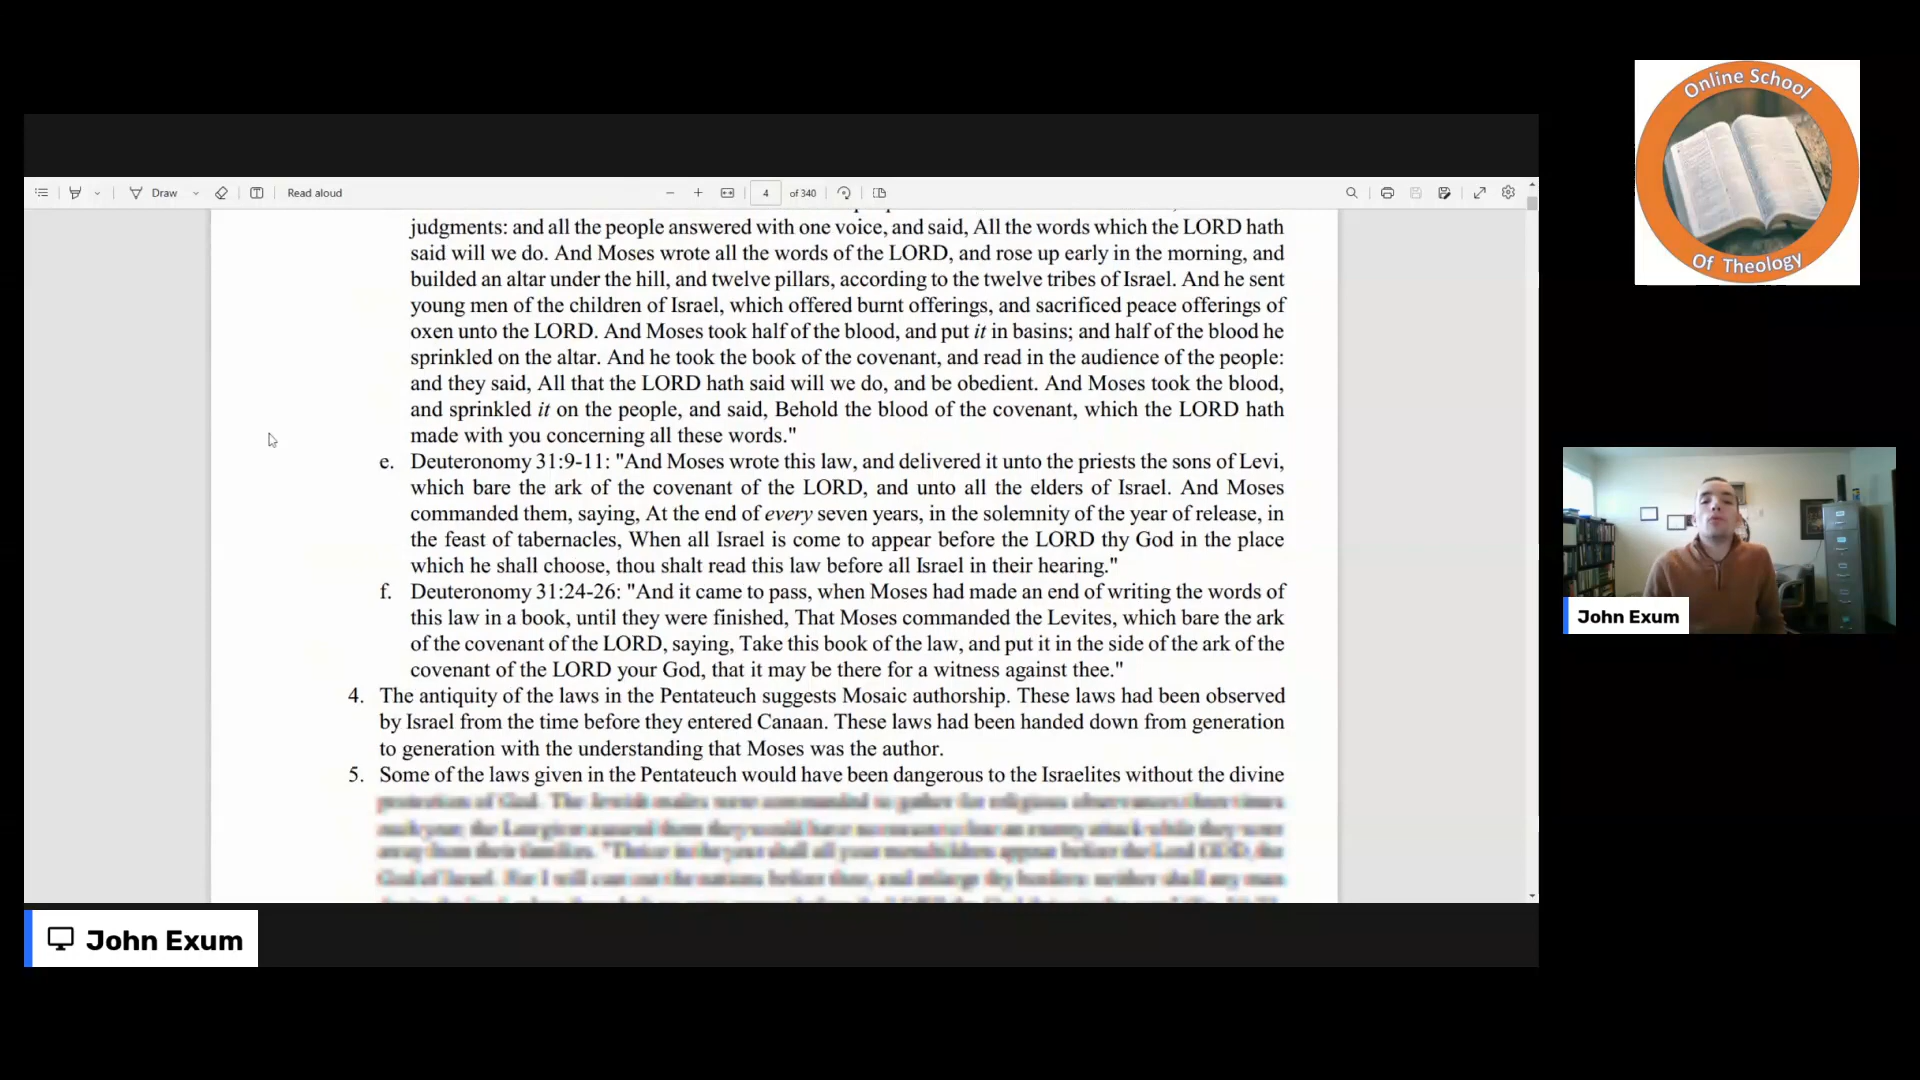 Online School
Of Theology
Draw
Read aloud
4
of 340
judgments: and all the people answered with one voice, and said, All the words which the LORD hath
said will we do. And Moses wrote all the words of the LORD, and rose up early in the morning, and
builded an altar under the hill, and twelve pillars, according to the twelve tribes of Israel. And he sent
young men of the children of Israel, which offered burnt offerings, and sacrificed peace offerings of
oxen unto the LORD. And Moses took half of the blood, and put it in basins; and half of the blood he
sprinkled on the altar. And he took the book of the covenant, and read in the audience of the people:
and they said, All that the LORD hath said will we do, and be obedient. And Moses took the blood,
and sprinkled it on the people, and said, Behold the blood of the covenant, which the LORD hath
made with you concerning all these words."
e. Deuteronomy 31:9-11: "And Moses wrote this law, and delivered it unto the priests the sons of Levi,
which bare the ark of the covenant of the LORD, and unto all the elders of Israel. And Moses
commanded them, saying, At the end of every seven years, in the solemnity of the year of release, in
the feast of tabernacles, When all Israel is come to appear before the LORD thy God in the place
which he shall choose, thou shalt read this law before all Israel in their hearing."
f. Deuteronomy 31:24-26: "And it came to pass, when Moses had made an end of writing the words of
this law in a book, until they were finished, That Moses commanded the Levites, which bare the ark
of the covenant of the LORD, saying, Take this book of the law, and put it in the side of the ark of the
covenant of the LORD your God, that it may be there for a witness against thee."
4. The antiquity of the laws in the Pentateuch suggests Mosaic authorship. These laws had been observed
by Israel from the time before they entered Canaan. These laws had been handed down from generation
to generation with the understanding that Moses was the author.
5. Some of the laws given in the Pentateuch would have been dangerous to the Israelites without the divine
John Exum
John Exum